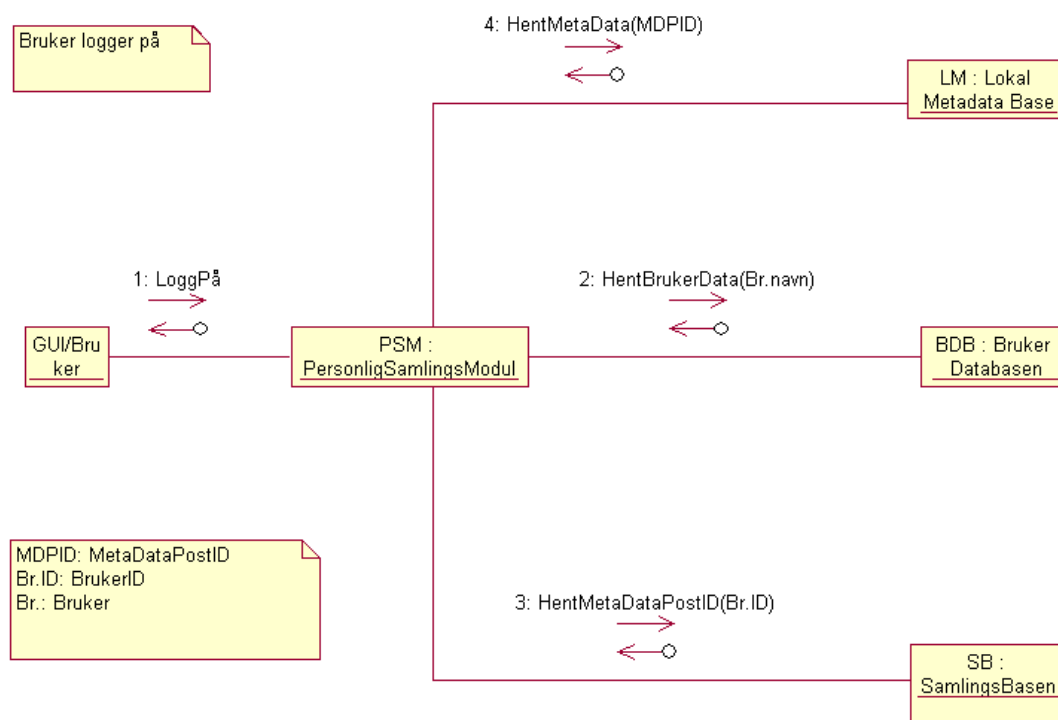 Bruker logger på
4: HentMetaData(MDPID)
LM : Lokal
Metadata Base
1: LoggPå
2: HentBrukerData(Br.navn)
GUI/Bru
ker
PSM :
PersonligSamlingsModul
BDB : Bruker
Databasen
MDPID: MetaDataPostID
Br.ID: BrukerID
Br.: Bruker
3: HentMetaDataPostID(Br.ID)
SB :
SamlingsBasen